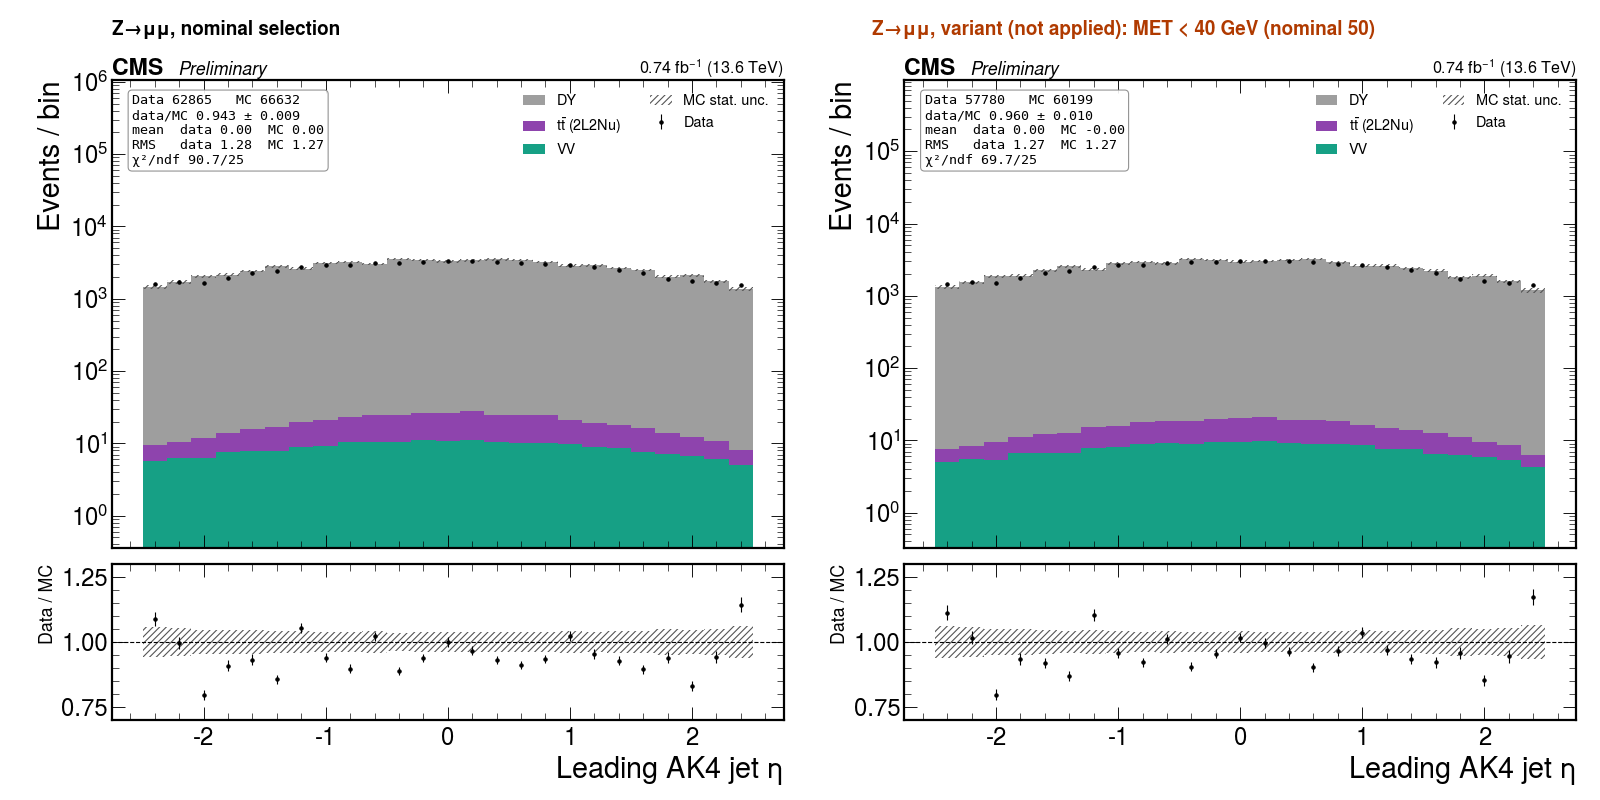 Z→μμ, nominal selection
CMS Preliminary 0.74 fb⁻¹ (13.6 TeV)
Events / bin
10⁶
10⁵
10⁴
10³
10²
10¹
10⁰
Data 62865 MC 66632
data/MC 0.943 ± 0.009
mean data 0.00 MC 0.00
RMS data 1.28 MC 1.27
χ²/ndf 90.7/25
DY
tt̄ (2L2Nu)
VV
MC stat. unc.
Data
Data / MC
1.25
1.00
0.75
-2 -1 0 1 2
Leading AK4 jet η
Z→μμ, variant (not applied): MET < 40 GeV (nominal 50)
CMS Preliminary 0.74 fb⁻¹ (13.6 TeV)
Events / bin
10⁵
10⁴
10³
10²
10¹
10⁰
Data 57780 MC 60199
data/MC 0.960 ± 0.010
mean data 0.00 MC -0.00
RMS data 1.27 MC 1.27
χ²/ndf 69.7/25
DY
tt̄ (2L2Nu)
VV
MC stat. unc.
Data
Data / MC
1.25
1.00
0.75
-2 -1 0 1 2
Leading AK4 jet η